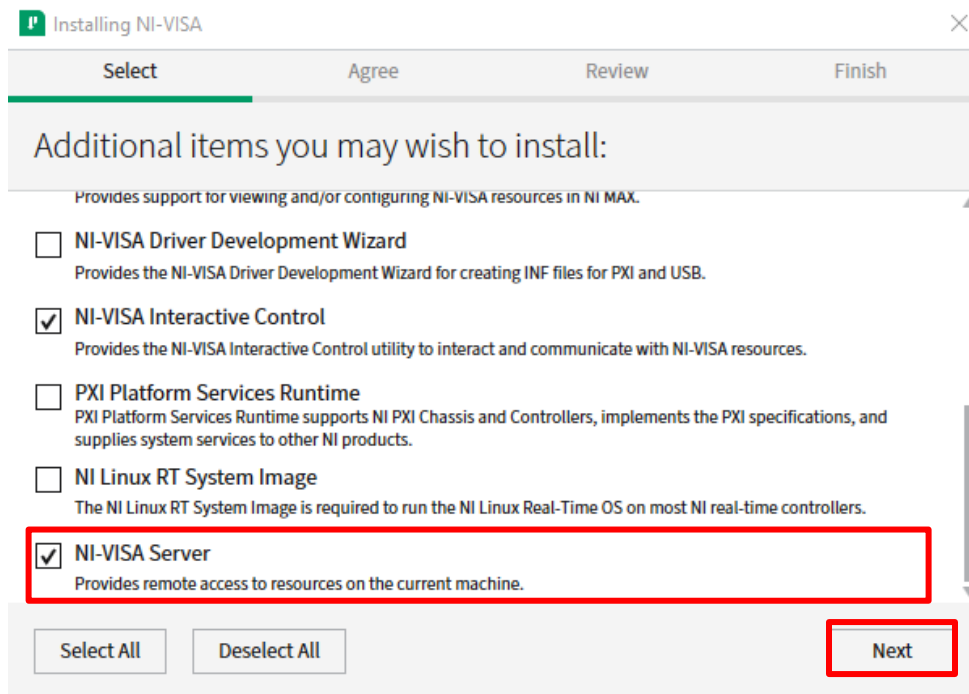 Installing NI-VISA
Select Agree Review Finish
Additional items you may wish to install:
Provides support for viewing and/or configuring NI-VISA resources in NI MAX.
NI-VISA Driver Development Wizard
Provides the NI-VISA Driver Development Wizard for creating INF files for PXI and USB.
NI-VISA Interactive Control
Provides the NI-VISA Interactive Control utility to interact and communicate with NI-VISA resources.
PXI Platform Services Runtime
PXI Platform Services Runtime supports NI PXI Chassis and Controllers, implements the PXI specifications, and
supplies system services to other NI products.
NI Linux RT System Image
The NI Linux RT System Image is required to run the NI Linux Real-Time OS on most NI real-time controllers.
NI-VISA Server
Provides remote access to resources on the current machine.
Select All Deselect All Next